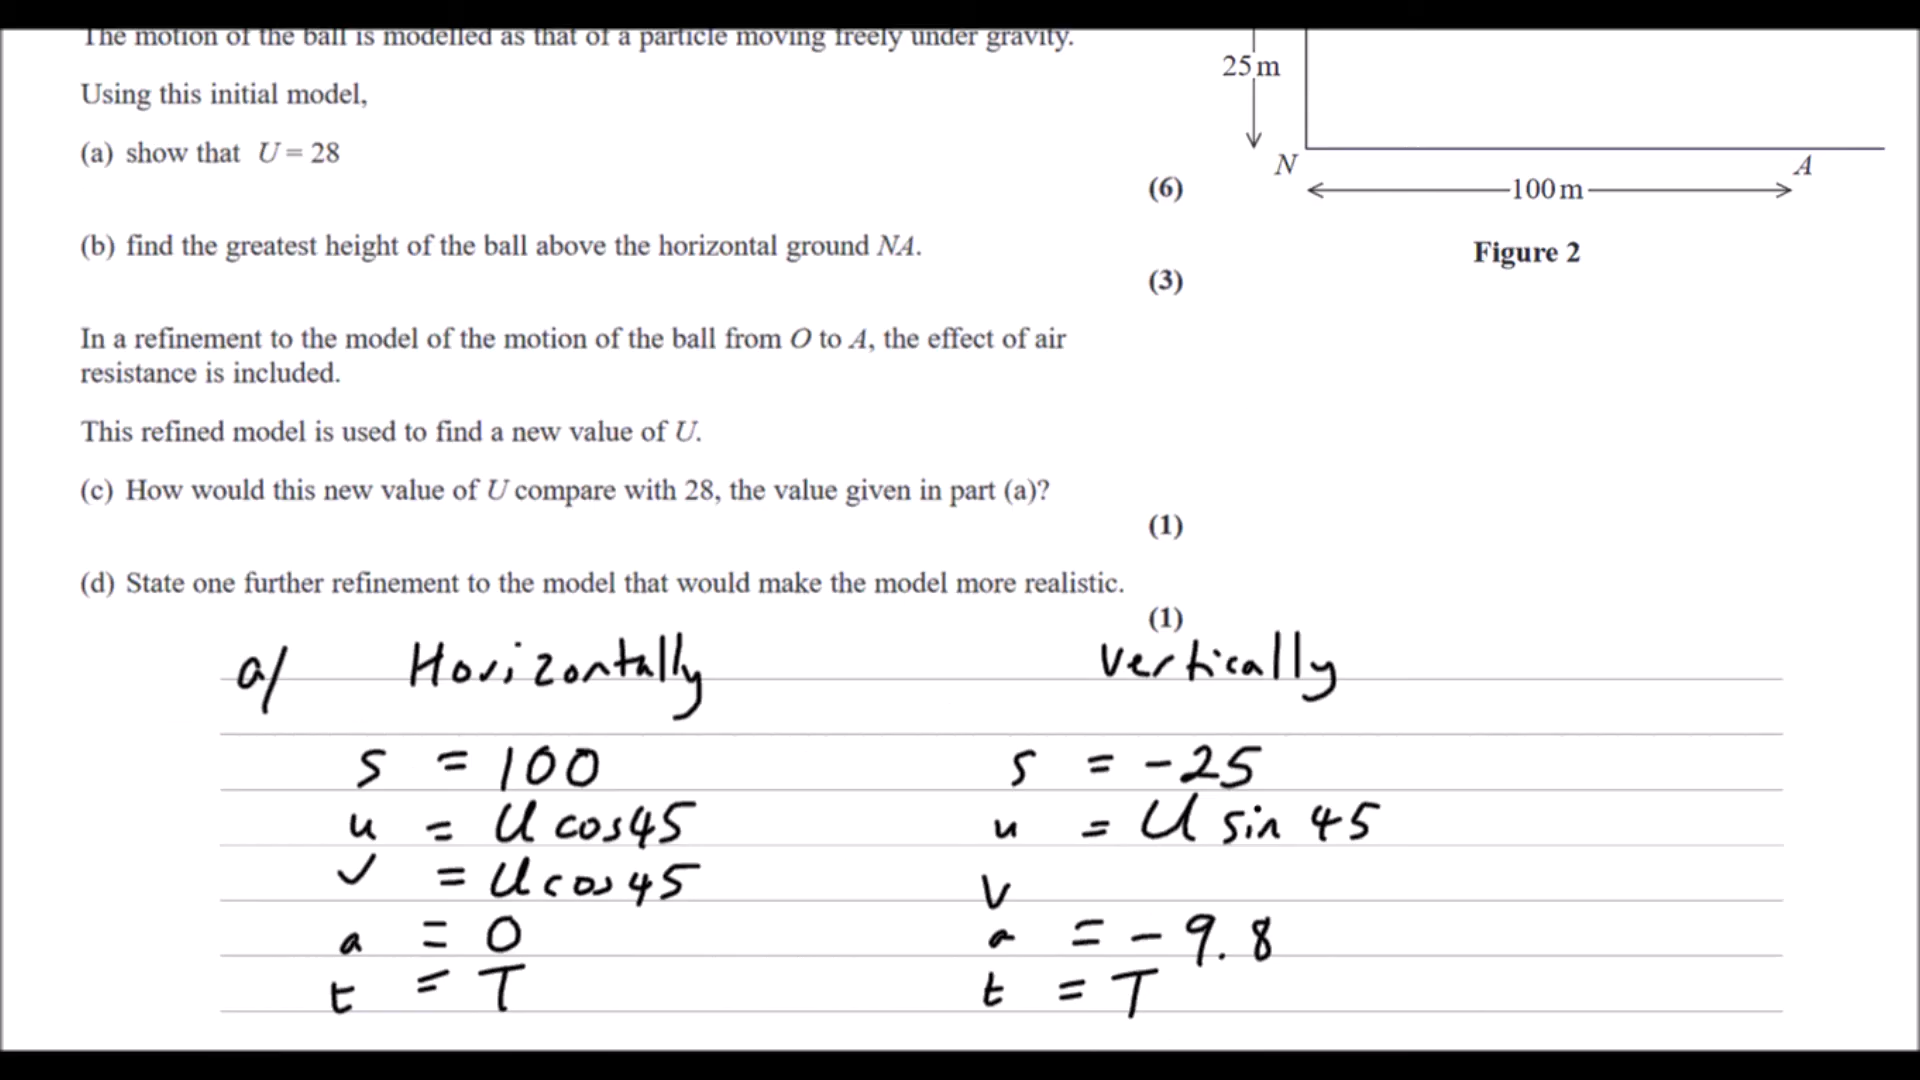 The motion of the ball is modelled as that of a particle moving freely under gravity.
Using this initial model,
(a) show that U = 28
(6)
(b) find the greatest height of the ball above the horizontal ground NA.
(3)
In a refinement to the model of the motion of the ball from O to A, the effect of air
resistance is included.
This refined model is used to find a new value of U.
(c) How would this new value of U compare with 28, the value given in part (a)?
(1)
(d) State one further refinement to the model that would make the model more realistic.
(1)
25 m
N
A
100 m
Figure 2
a/ Horizontally
s = 100
u = U cos45
v = U cos45
a = 0
t = T
Vertically
s = -25
u = U sin 45
v
a = -9.8
t = T